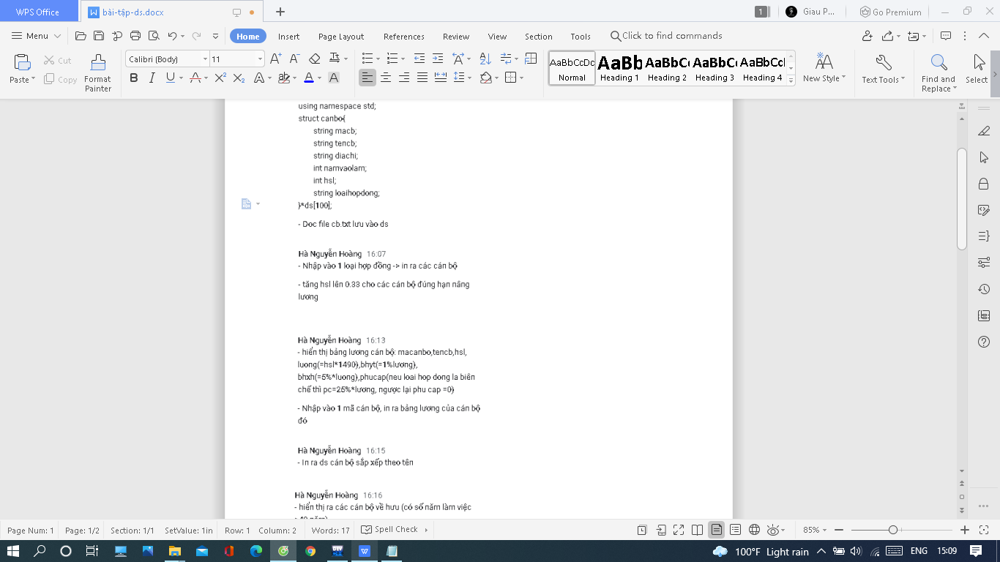 WPS Office
bài-tập-ds.docx
1
Giau P...
Go Premium
Menu
Home
Insert
Page Layout
References
Review
View
Section
Tools
Click to find commands
Paste
Cut
Copy
Format
Painter
Calibri (Body)
11
AaBbCcDc
Normal
AaBb
Heading 1
AaBbC
Heading 2
AaBbC
Heading 3
AaBbCc
Heading 4
New Style
Text Tools
Find and
Replace
Select
using namespace std;
struct canbo{
string macb;
string tencb;
string diachi;
int namvaolam;
int hsl;
string loaihopdong;
}*ds[100];
- Doc file cb.txt lưu vào ds
Hà Nguyễn Hoàng 16:07
- Nhập vào 1 loại hợp đồng -> in ra các cán bộ
- tăng hsl lên 0.33 cho các cán bộ đúng hạn nâng
lương
Hà Nguyễn Hoàng 16:13
- hiển thị bảng lương cán bộ: macanbo,tencb,hsl,
luong(=hsl*1490),bhyt(=1%lương),
bhxh(=5%*luong),phucap(neu loai hop dong la biên
chế thì pc=25%*lương, ngược lại phu cap =0)
- Nhập vào 1 mã cán bộ, in ra bảng lương của cán bộ
đó
Hà Nguyễn Hoàng 16:15
- In ra ds cán bộ sắp xếp theo tên
Hà Nguyễn Hoàng 16:16
- hiển thị ra các cán bộ về hưu (có số năm làm việc
Page Num: 1
Page: 1/2
Section: 1/1
SetValue: 1in
Row: 1
Column: 2
Words: 17
Spell Check
85%
100°F Light rain
ENG
15:09